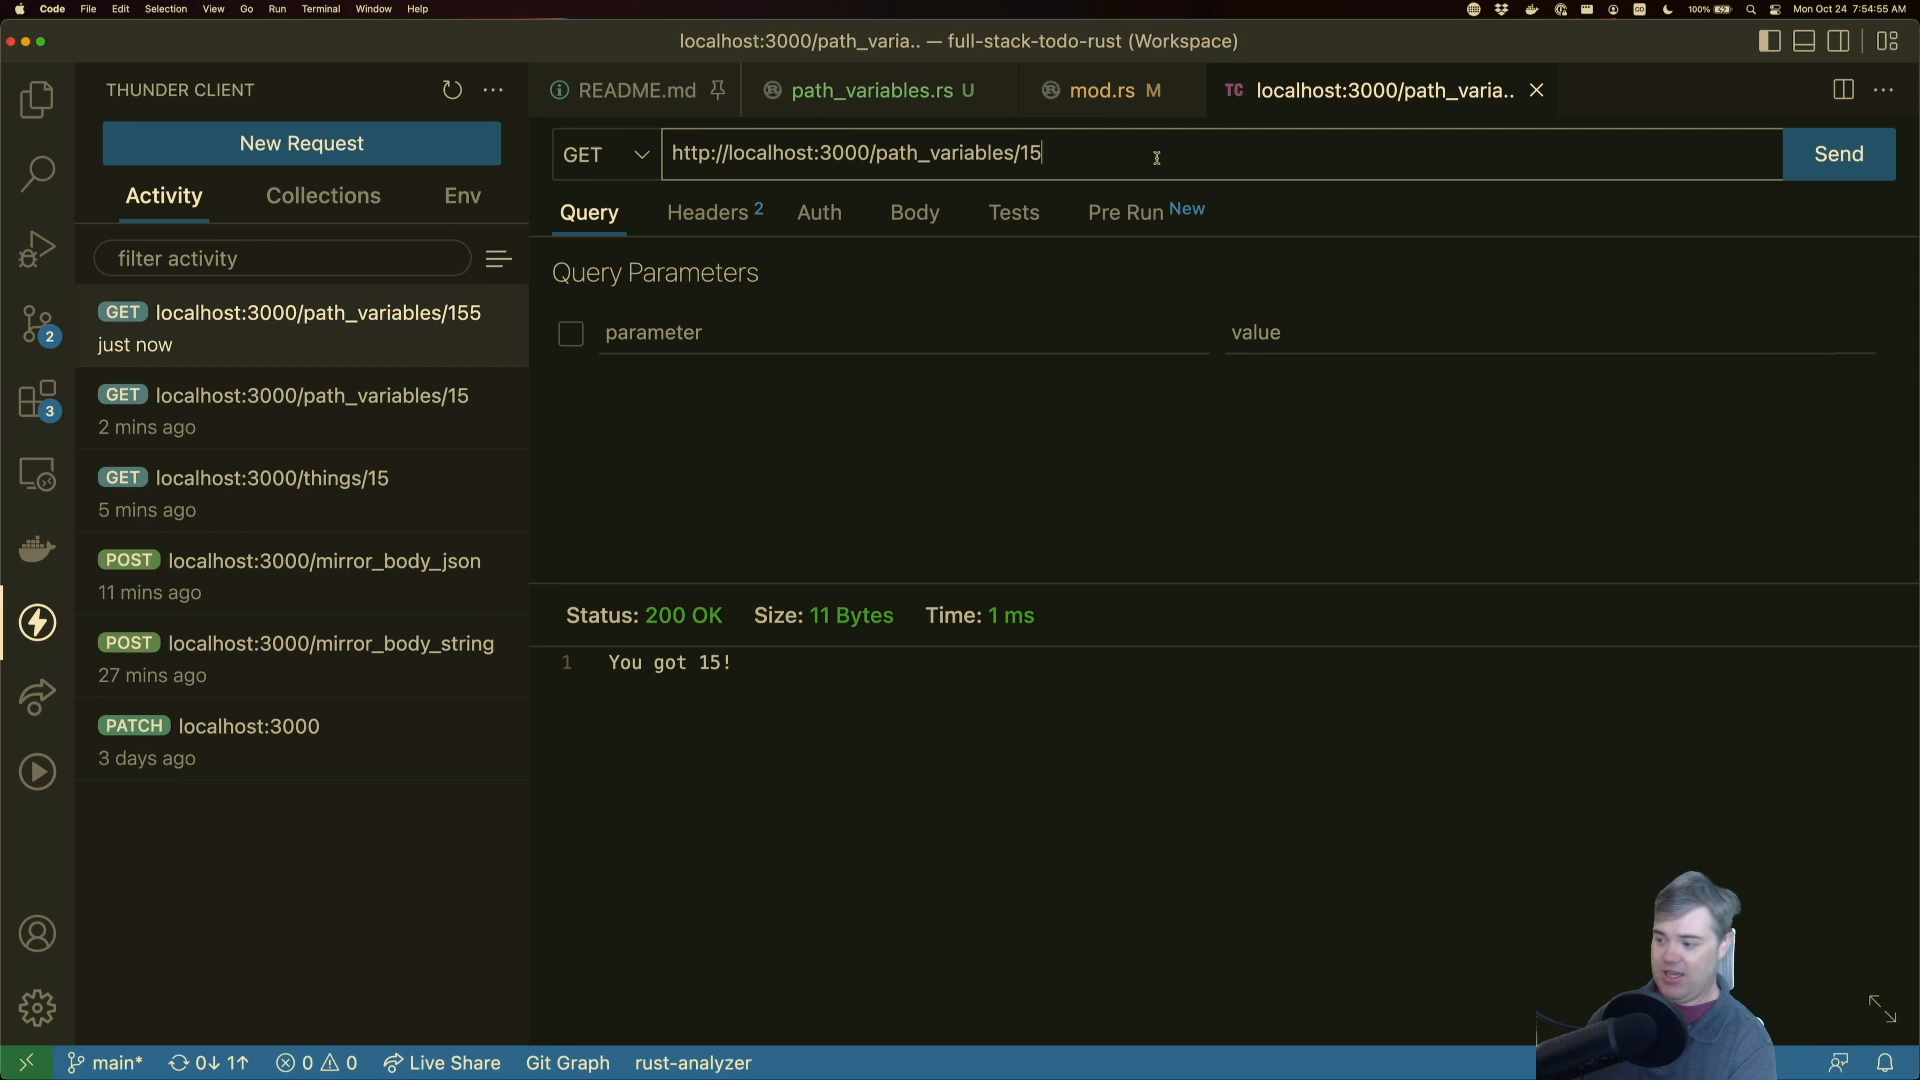 Code File Edit Selection View Go Run Terminal Window Help
100% Mon Oct 24 7:54:55 AM
localhost:3000/path_varia.. — full-stack-todo-rust (Workspace)
THUNDER CLIENT
README.md
path_variables.rs U
mod.rs M
TC localhost:3000/path_varia..
New Request
GET
http://localhost:3000/path_variables/15
Send
Activity
Collections
Env
Query
Headers 2
Auth
Body
Tests
Pre Run New
filter activity
Query Parameters
parameter
value
GET localhost:3000/path_variables/155
just now
GET localhost:3000/path_variables/15
2 mins ago
GET localhost:3000/things/15
5 mins ago
POST localhost:3000/mirror_body_json
11 mins ago
POST localhost:3000/mirror_body_string
27 mins ago
PATCH localhost:3000
3 days ago
2
3
Status: 200 OK Size: 11 Bytes Time: 1 ms
1 You got 15!
main* 0↓ 1↑ 0 0 Live Share Git Graph rust-analyzer